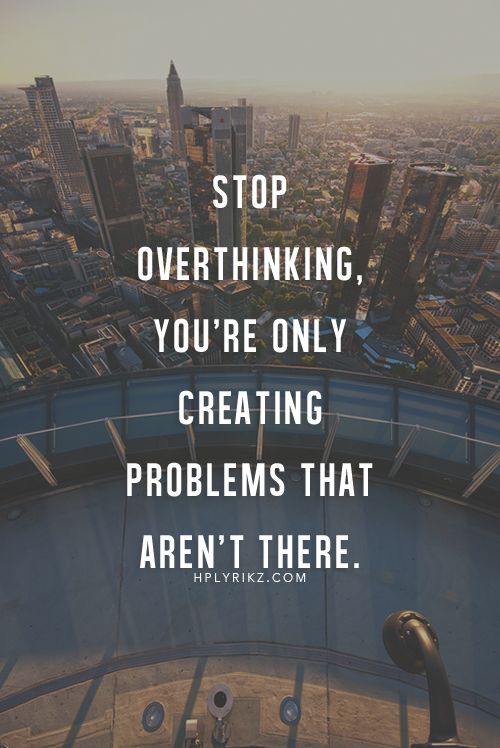 STOP
OVERTHINKING,
YOU'RE ONLY
CREATING
PROBLEMS THAT
AREN'T THERE.
HPLYRIKZ.COM